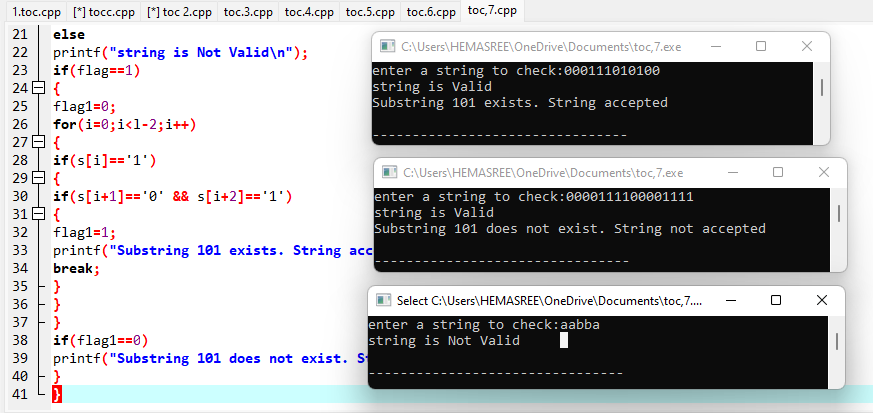 1.toc.cpp [*] tocc.cpp [*] toc 2.cpp toc.3.cpp toc.4.cpp toc.5.cpp toc.6.cpp toc,7.cpp
21 else
22 printf("string is Not Valid\n");
23 if(flag==1)
24 {
25 flag1=0;
26 for(i=0;i<l-2;i++)
27 {
28 if(s[i]=='1')
29 {
30 if(s[i+1]=='0' && s[i+2]=='1')
31 {
32 flag1=1;
33 printf("Substring 101 exists. String acc
34 break;
35 }
36 }
37 }
38 if(flag1==0)
39 printf("Substring 101 does not exist. S
40 }
41 }
C:\Users\HEMASREE\OneDrive\Documents\toc,7.exe
enter a string to check:000111010100
string is Valid
Substring 101 exists. String accepted
--------------------------------
C:\Users\HEMASREE\OneDrive\Documents\toc,7.exe
enter a string to check:0000111100001111
string is Valid
Substring 101 does not exist. String not accepted
--------------------------------
Select C:\Users\HEMASREE\OneDrive\Documents\toc,7....
enter a string to check:aabba
string is Not Valid
--------------------------------